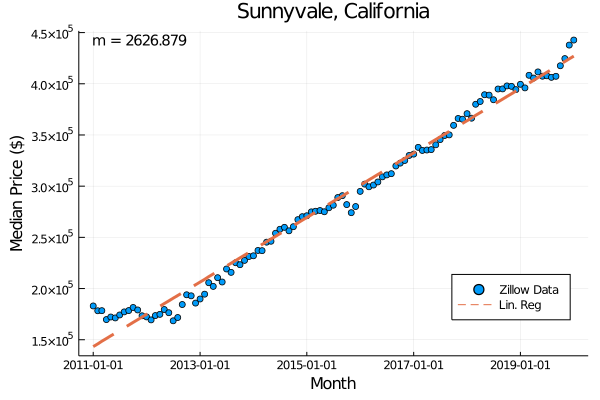 Sunnyvale, California
m = 2626.879
4.5×10⁵
4.0×10⁵
3.5×10⁵
3.0×10⁵
2.5×10⁵
2.0×10⁵
1.5×10⁵
Median Price ($)
Zillow Data
Lin. Reg
2011-01-01 2013-01-01 2015-01-01 2017-01-01 2019-01-01
Month